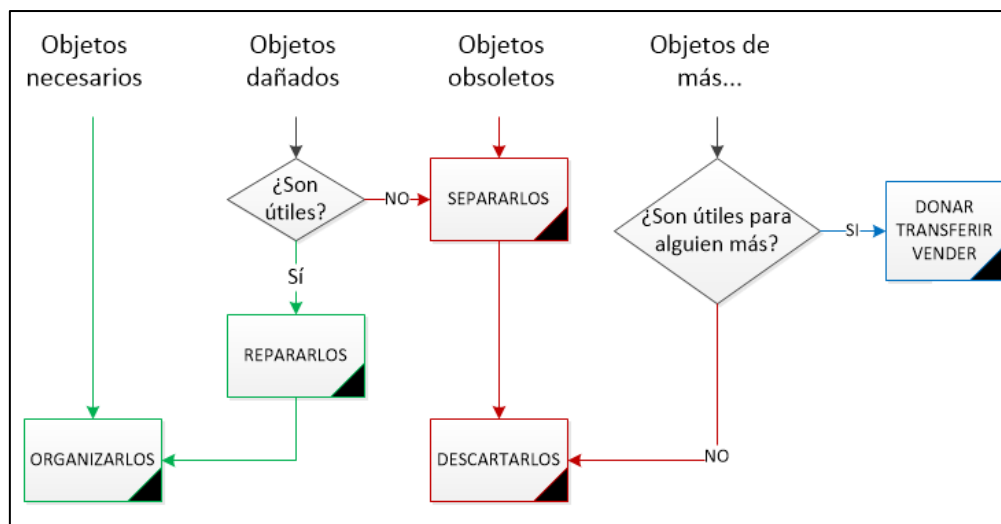 Objetos
necesarios
Objetos
dañados
Objetos
obsoletos
Objetos de
más...
¿Son
útiles?
NO
SEPARARLOS
¿Son útiles para
alguien más?
SI
DONAR
TRANSFERIR
VENDER
Sí
REPARARLOS
ORGANIZARLOS
DESCARTARLOS
NO